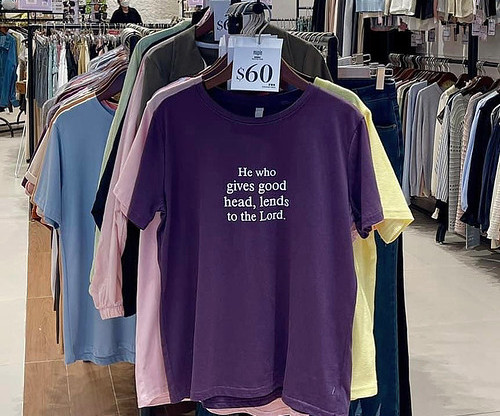 $60
He who
gives good
head, lends
to the Lord.